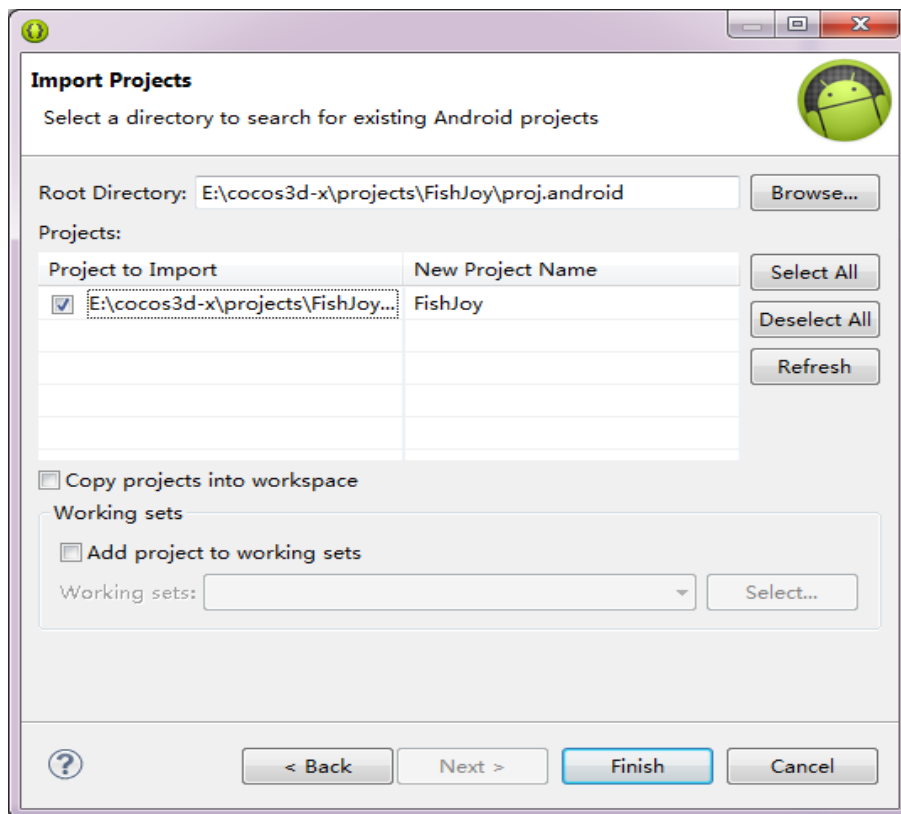 Import Projects
Select a directory to search for existing Android projects
Root Directory: E:\cocos3d-x\projects\FishJoy\proj.android Browse...
Projects:
Project to Import New Project Name Select All
E:\cocos3d-x\projects\FishJoy... FishJoy
Deselect All
Refresh
Copy projects into workspace
Working sets
Add project to working sets
Working sets: Select...
? < Back Next > Finish Cancel